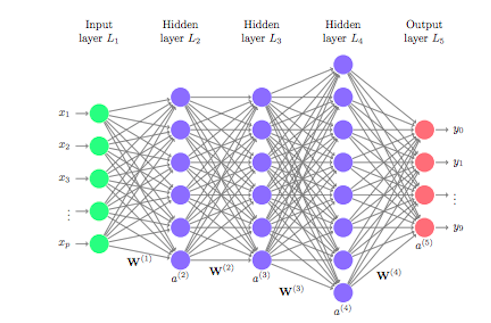 Input
layer L₁
Hidden
layer L₂
Hidden
layer L₃
Hidden
layer L₄
Output
layer L₅
x₁
x₂
x₃
⋮
xₚ
y₀
y₁
⋮
y₉
W⁽¹⁾
a⁽²⁾
W⁽²⁾
a⁽³⁾
W⁽³⁾
a⁽⁴⁾
W⁽⁴⁾
a⁽⁵⁾